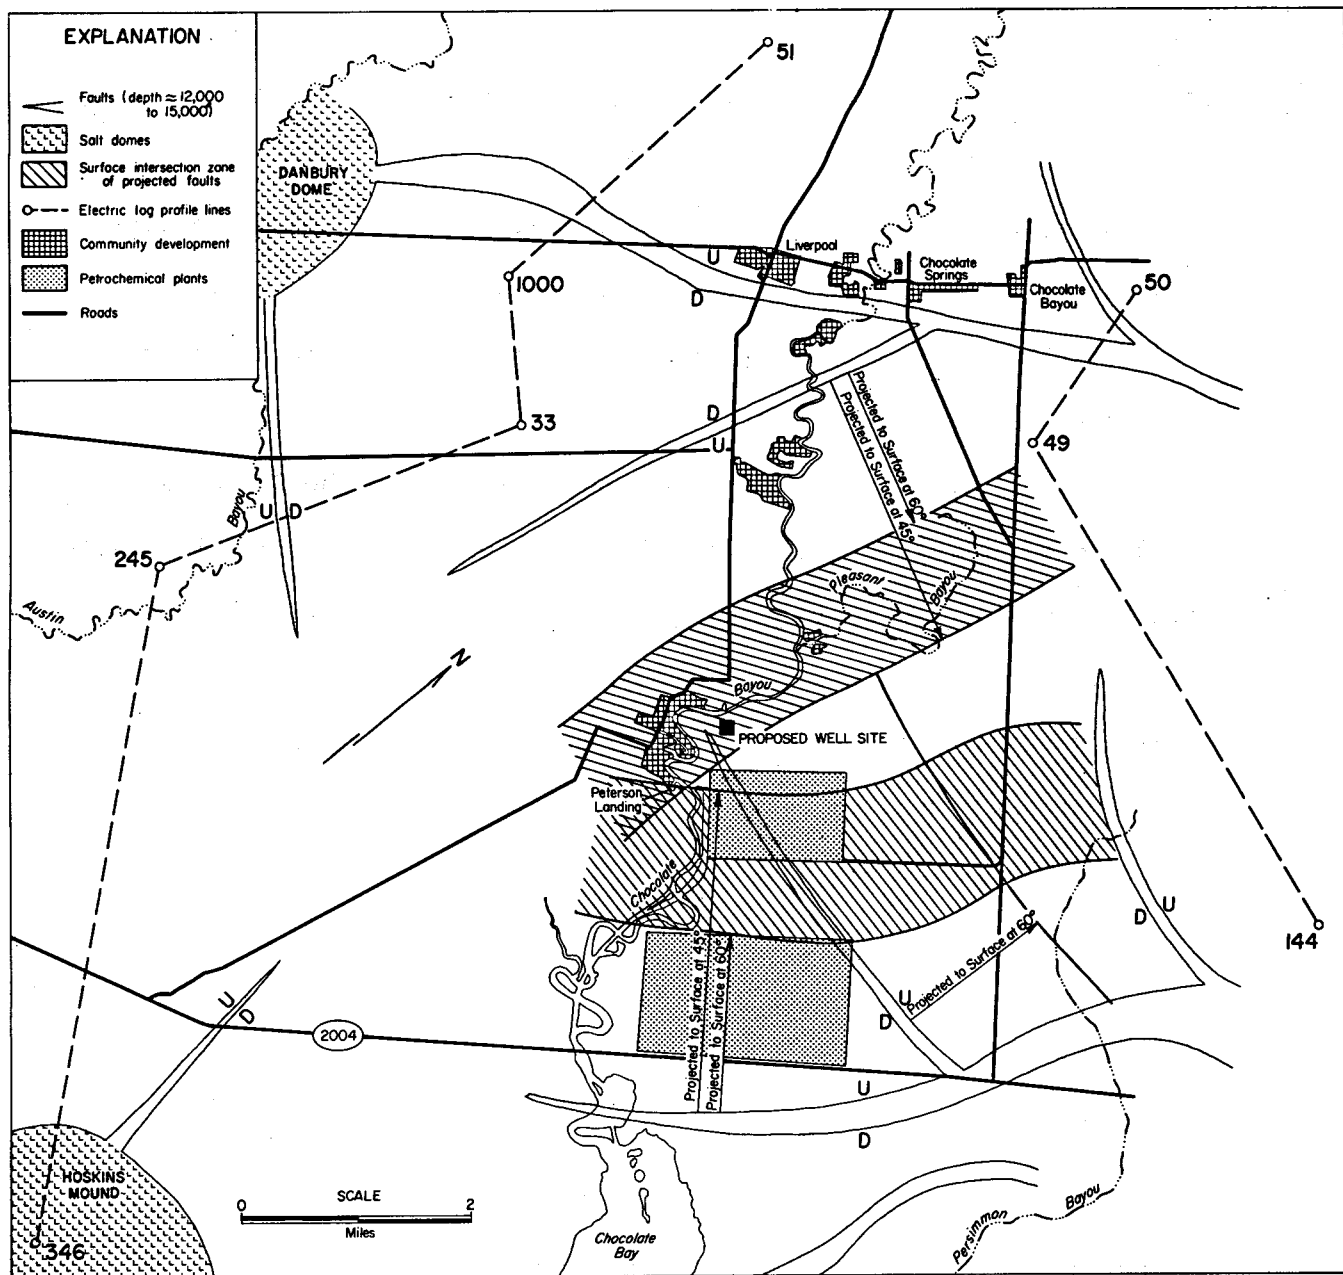 EXPLANATION
Faults (depth ≈ 12,000
to 15,000')
Salt domes
Surface intersection zone
of projected faults
Electric log profile lines
Community development
Petrochemical plants
Roads
51
DANBURY
DOME
Liverpool
U
D
Chocolate
Springs
Chocolate
Bayou
50
1000
33
D
U
49
Projected to Surface at 60°
Projected to Surface at 45°
Bayou
U D
245
Austin
Pleasant
Bayou
N
Bayou
PROPOSED WELL SITE
Peterson
Landing
Chocolate
U
D
144
Projected to Surface at 60°
U
D
Projected to Surface at 45°
Projected to Surface at 60°
U
D
2004
D
U
D
HOSKINS
MOUND
346
SCALE
0 2
Miles
Chocolate
Bay
Persimmon
Bayou